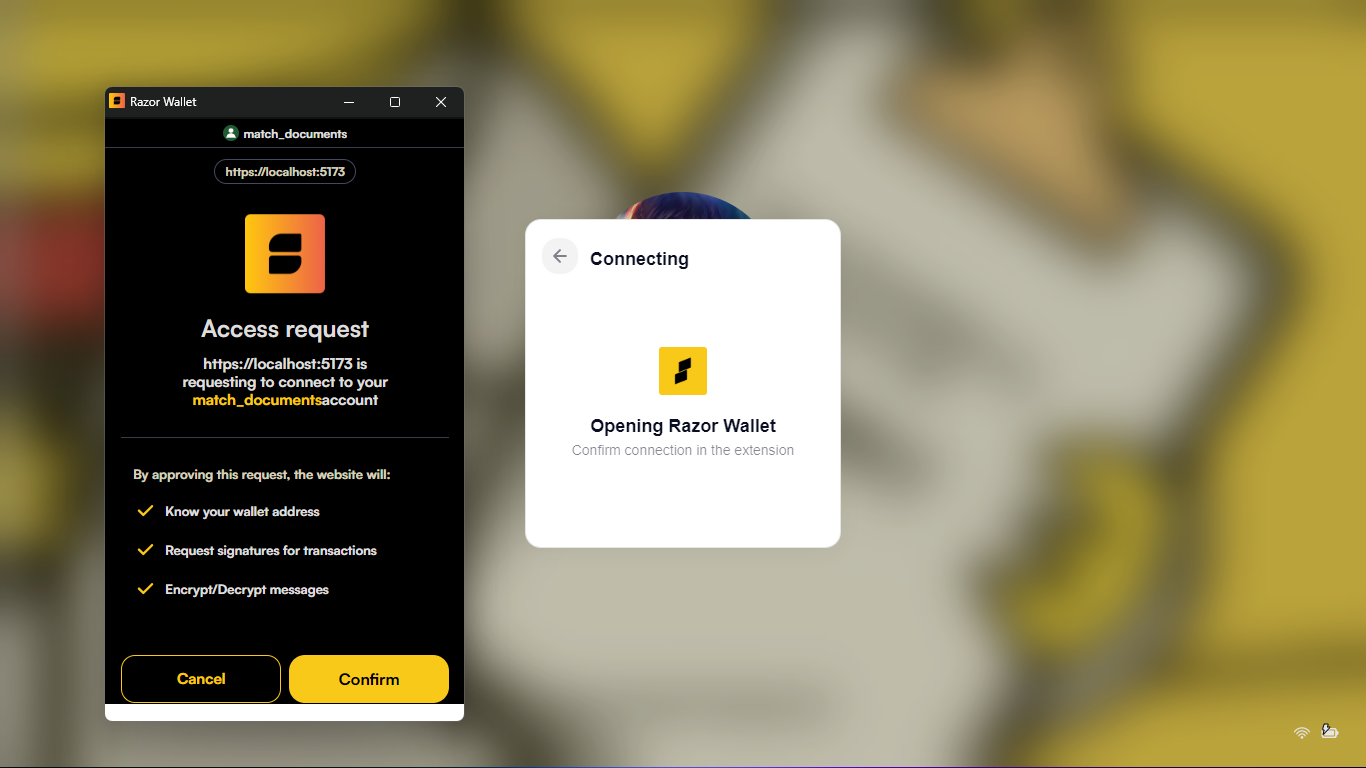 Razor Wallet
match_documents
https://localhost:5173
Access request
https://localhost:5173 is
requesting to connect to your
match_documentsaccount
By approving this request, the website will:
Know your wallet address
Request signatures for transactions
Encrypt/Decrypt messages
Cancel
Confirm
Connecting
Opening Razor Wallet
Confirm connection in the extension